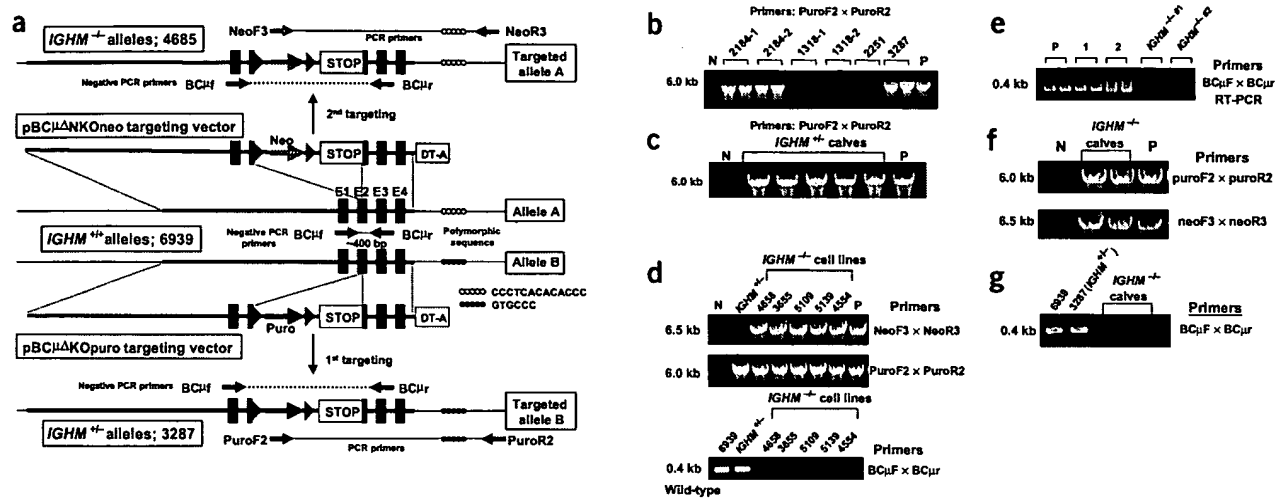 a
NeoF3
NeoR3
PCR primers
IGHM -/- alleles; 4685
STOP
Targeted allele A
Negative PCR primers BCμf
BCμr
2nd targeting
pBCμΔNKOneo targeting vector
Neo
STOP
DT-A
E1 E2 E3 E4
Allele A
Negative PCR primers BCμf
BCμr
Polymorphic sequence
~400 bp
IGHM +/+ alleles; 6939
Allele B
CCCTCACACACCC
GTGCCC
Puro
STOP
DT-A
pBCμΔKOpuro targeting vector
1st targeting
Negative PCR primers BCμf
BCμr
STOP
Targeted allele B
IGHM +/- alleles; 3287
PuroF2
PCR primers
PuroR2
b
Primers: PuroF2 × PuroR2
N 2184-1 2184-2 1318-1 1318-2 2251 3287 P
6.0 kb
c
Primers: PuroF2 × PuroR2
IGHM +/- calves
N
P
6.0 kb
d
IGHM -/- cell lines
N IGHM +/- 4658 3655 5109 5139 4554 P
Primers
6.5 kb
NeoF3 × NeoR3
6.0 kb
PuroF2 × PuroR2
IGHM -/- cell lines
6939 IGHM +/- 4658 3655 5109 5139 4554
Primers
0.4 kb
BCμF × BCμr
Wild-type
e
P 1 2 IGHM -/- #1 IGHM -/- #2
Primers
0.4 kb
BCμF × BCμr
RT-PCR
f
IGHM -/- calves
N
P
Primers
6.0 kb
puroF2 × puroR2
6.5 kb
neoF3 × neoR3
g
6939 3287 (IGHM +/-)
IGHM -/- calves
Primers
0.4 kb
BCμF × BCμr